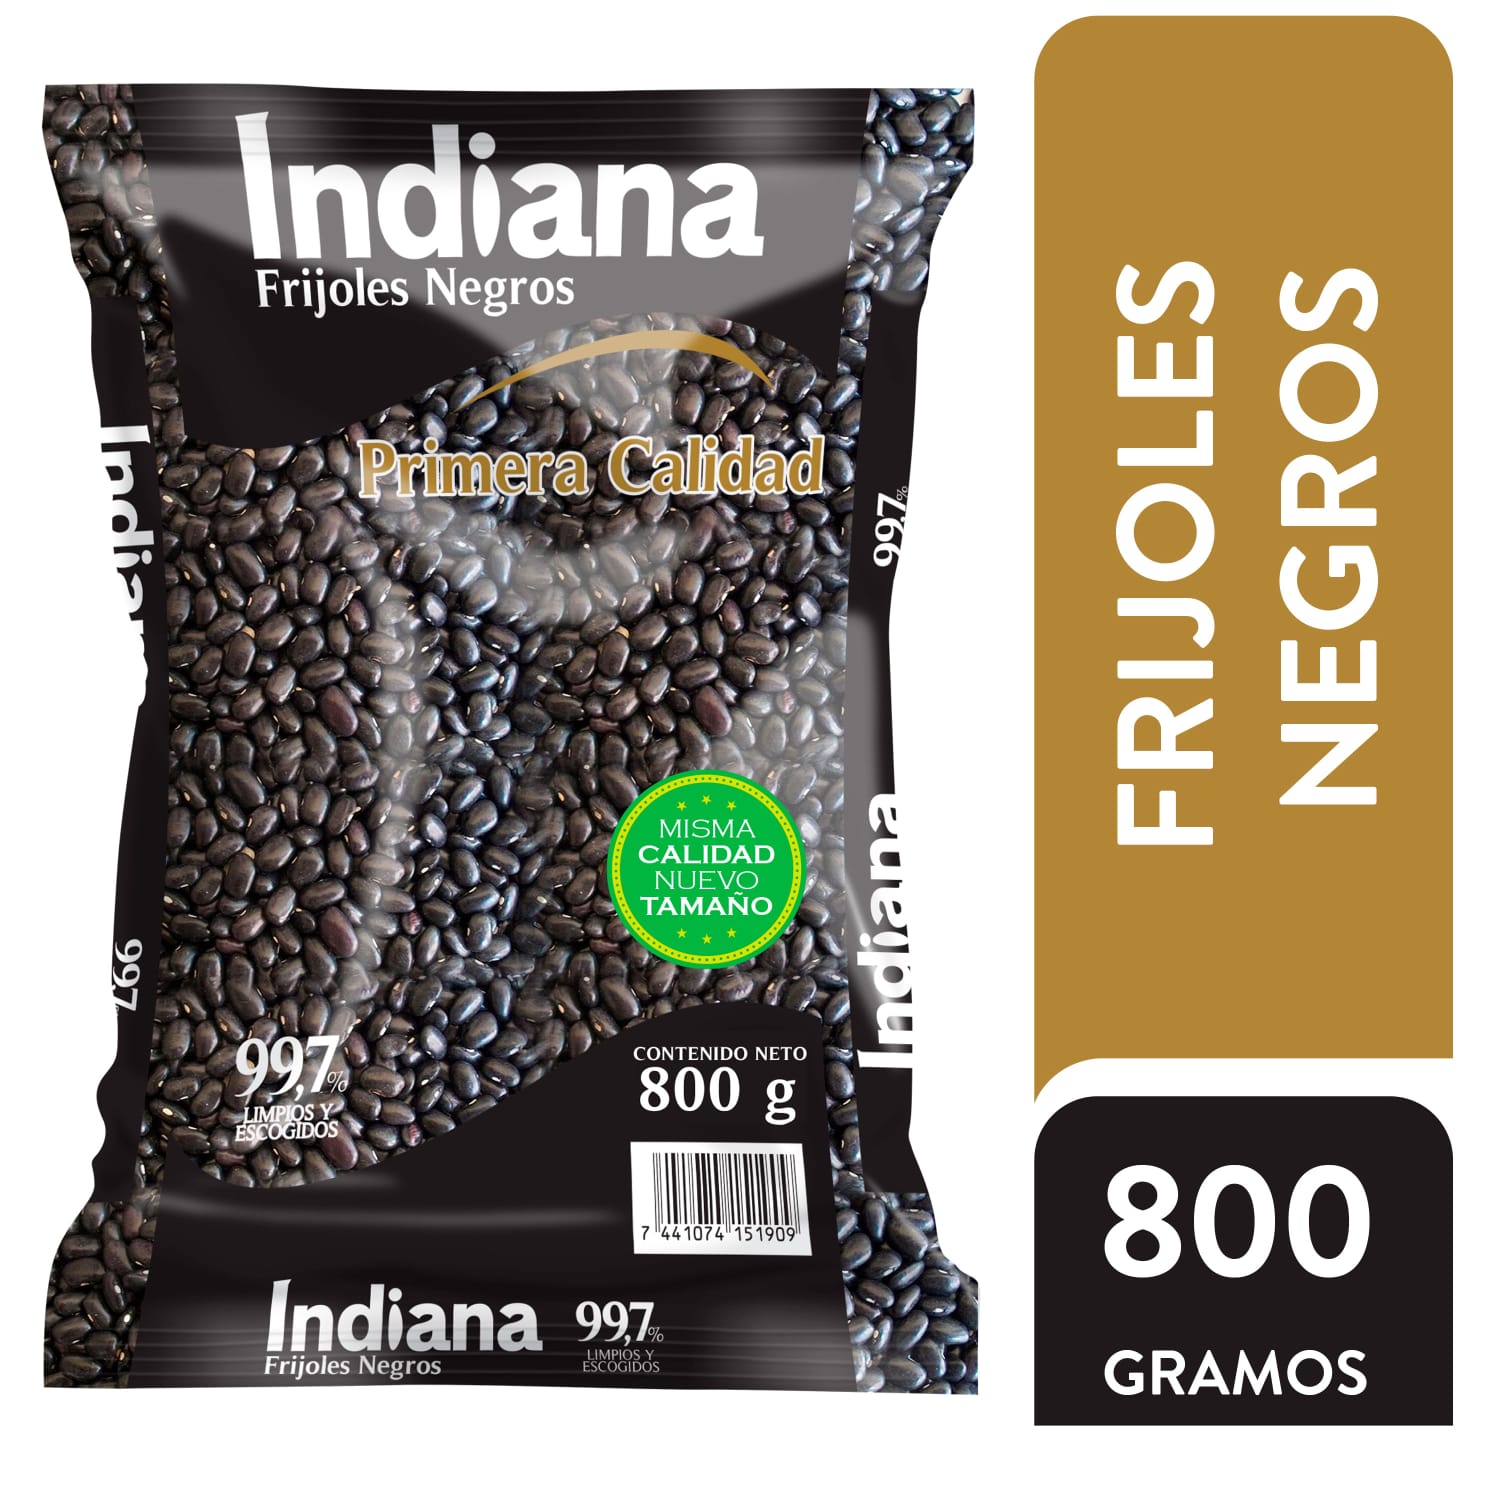 Indiana
Frijoles Negros
Primera Calidad
99,7%
Indiana
99,7%
MISMA
CALIDAD
NUEVO
TAMAÑO
Indiana
99,7%
LIMPIOS Y
ESCOGIDOS
CONTENIDO NETO
800 g
7 441074 151909
Indiana
Frijoles Negros
99,7%
LIMPIOS Y
ESCOGIDOS
FRIJOLES
NEGROS
800
GRAMOS